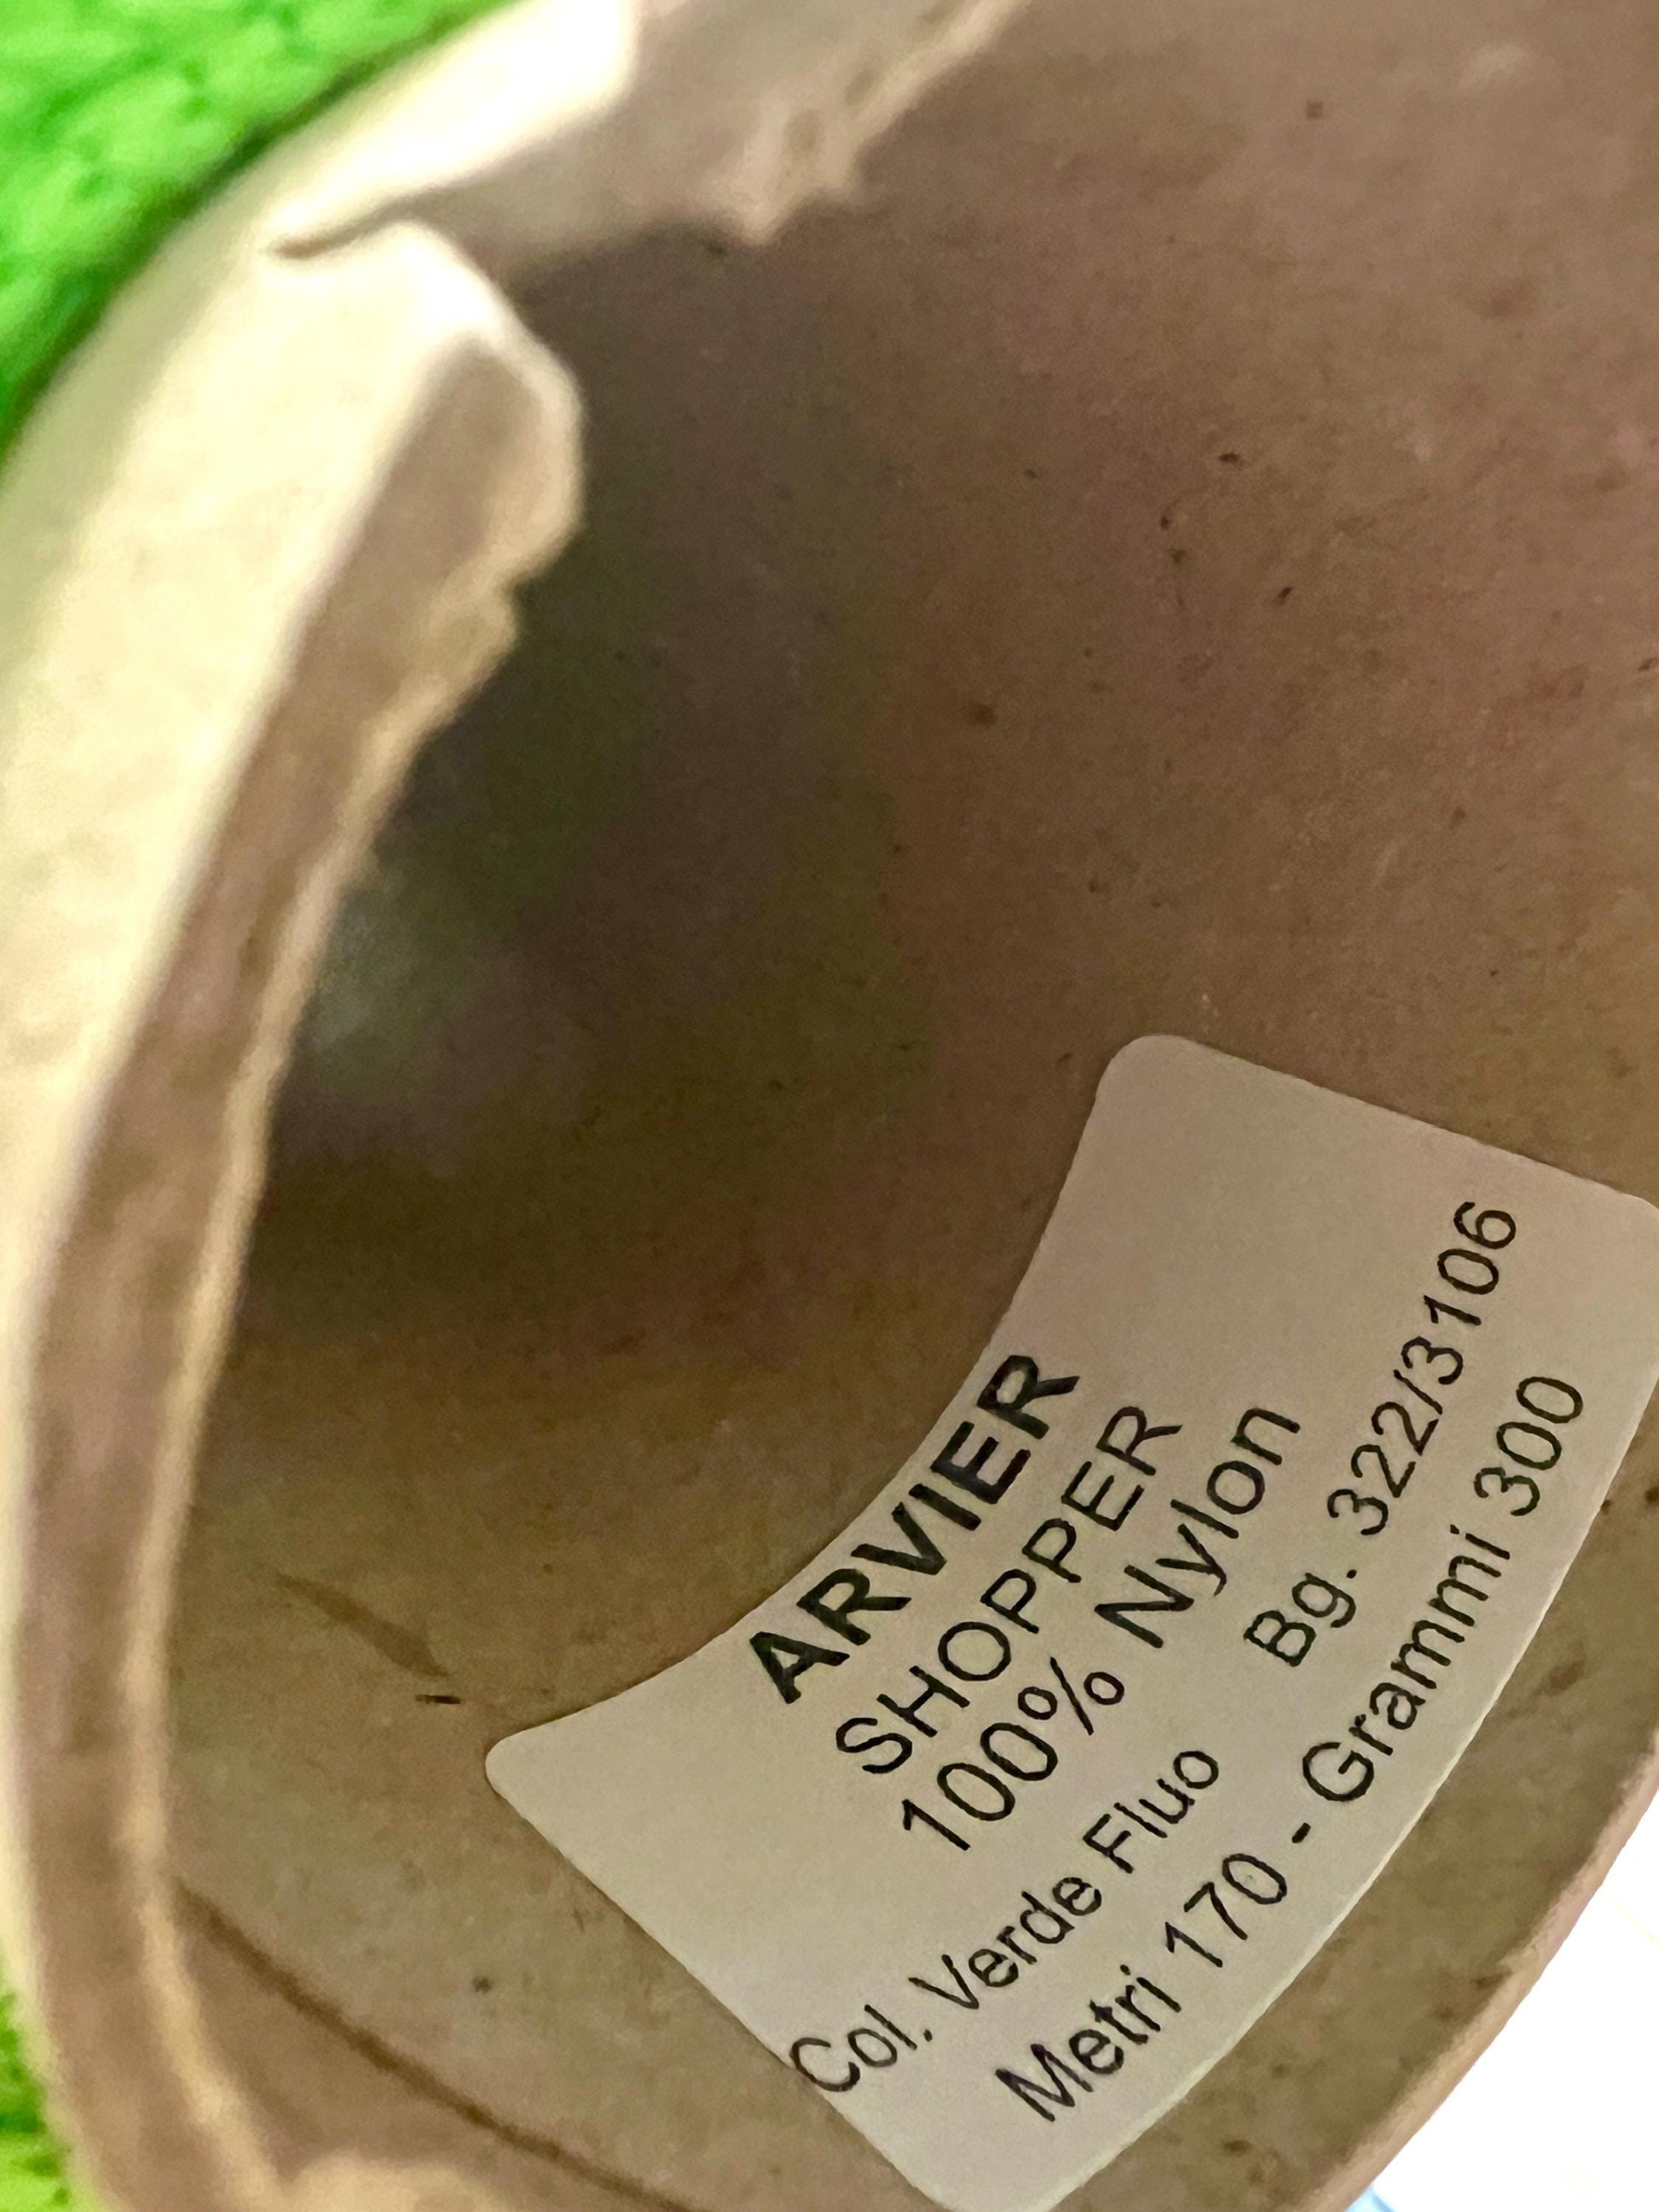 ARVIER
SHOPPER
100% Nylon
Col. Verde Fluo Bg. 322/3106
Metri 170 - Grammi 300